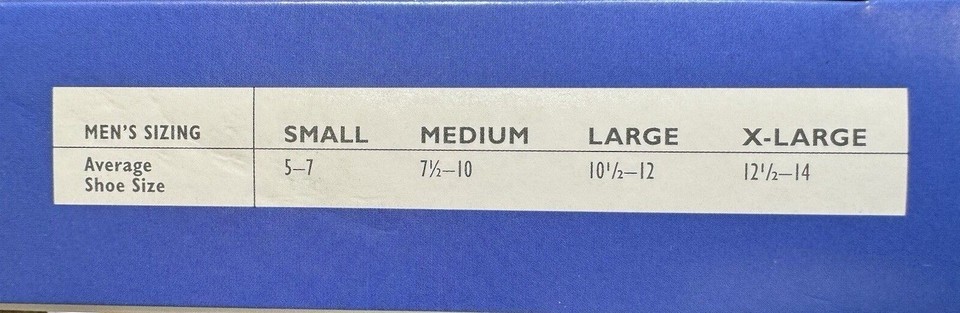 MEN'S SIZING SMALL MEDIUM LARGE X-LARGE
Average Shoe Size 5–7 7½–10 10½–12 12½–14